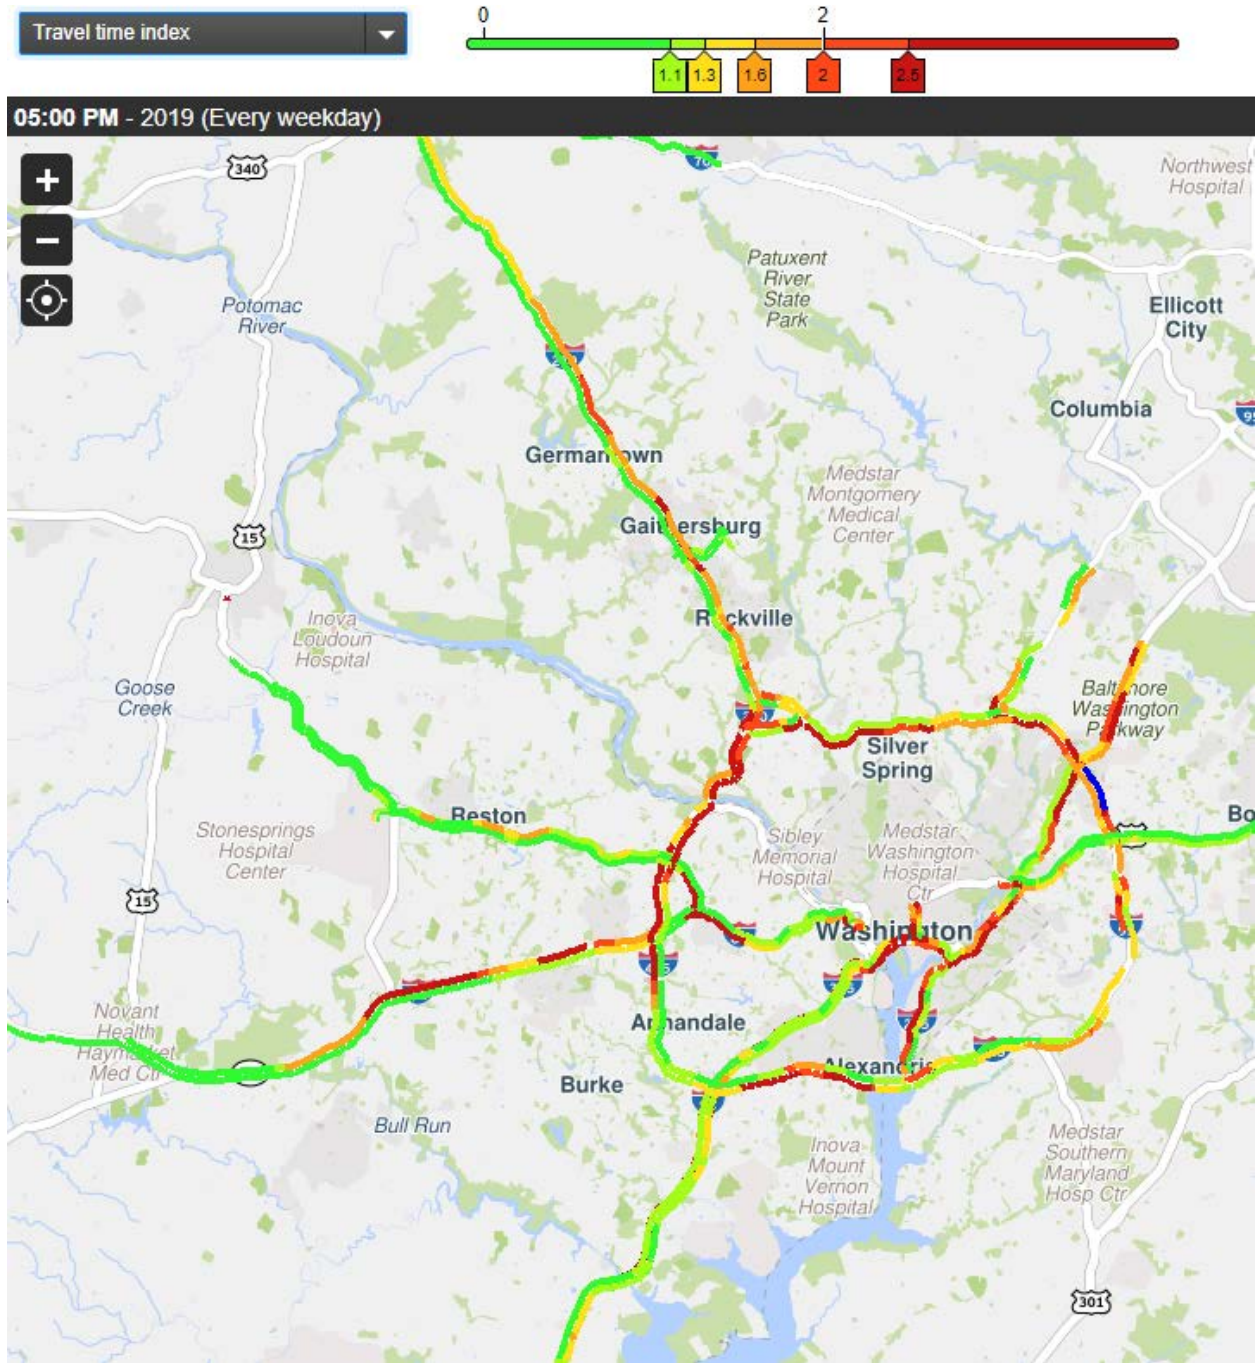 Travel time index
0
2
1.1
1.3
1.6
2
2.5
05:00 PM - 2019 (Every weekday)
+
−
340
70
Northwest
Hospital
Patuxent
River
State
Park
Potomac
River
Ellicott
City
Columbia
95
Germantown
Medstar
Montgomery
Medical
Center
Gaithersburg
15
Inova
Loudoun
Hospital
Rockville
Goose
Creek
Baltimore
Washington
Parkway
Silver
Spring
Reston
Bo
Stonesprings
Hospital
Center
Sibley
Memorial
Hospital
Medstar
Washington
Hospital
Ctr
15
Washington
Novant
Health
Haymarket
Med Ctr
Annandale
Alexandria
Burke
Bull Run
Inova
Mount
Vernon
Hospital
Medstar
Southern
Maryland
Hosp Ctr
301